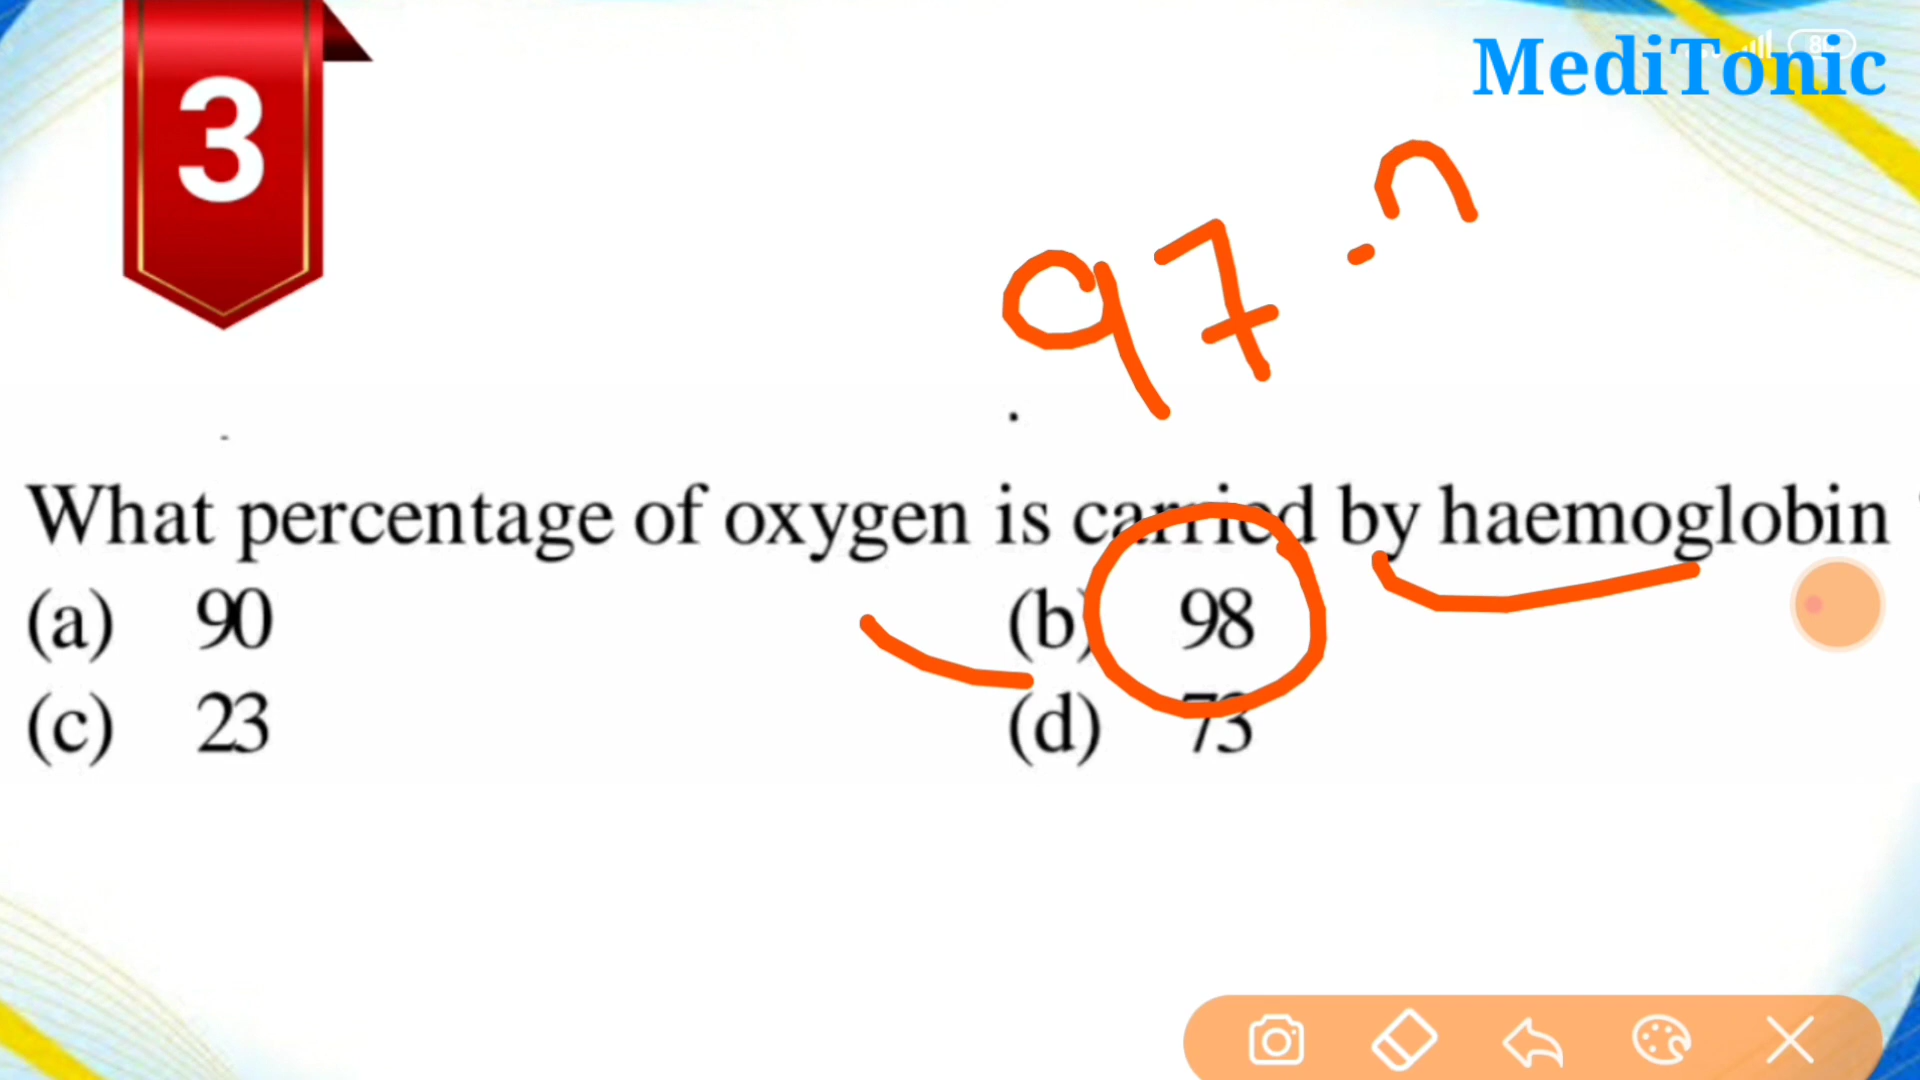 3
MediTonic
97
What percentage of oxygen is carried by haemoglobin
(a) 90
(b) 98
(c) 23
(d) 73